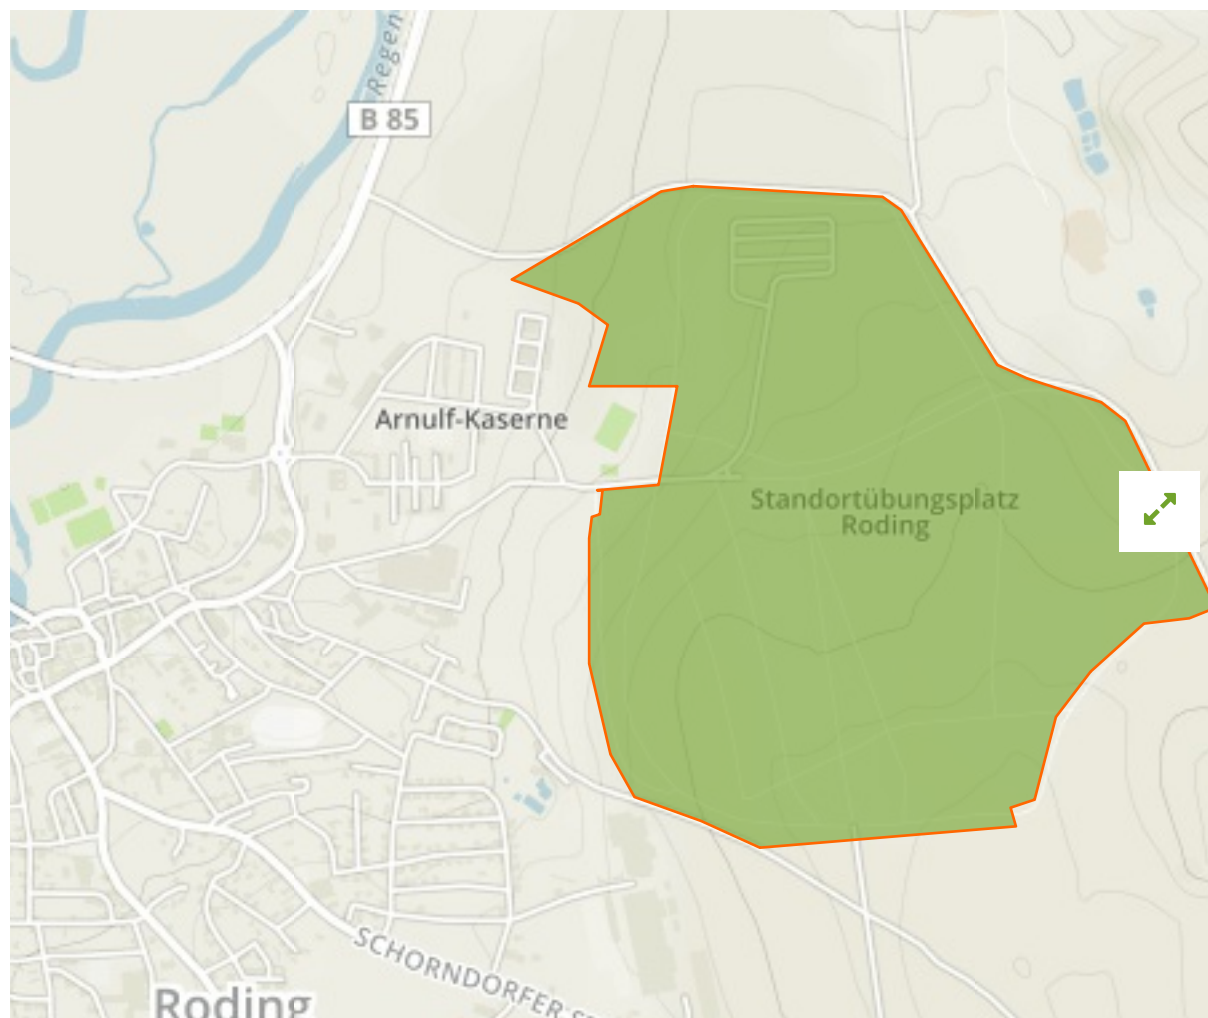 Regen
B 85
Arnulf-Kaserne
Standortübungsplatz
Roding
SCHORNDORFER
Roding